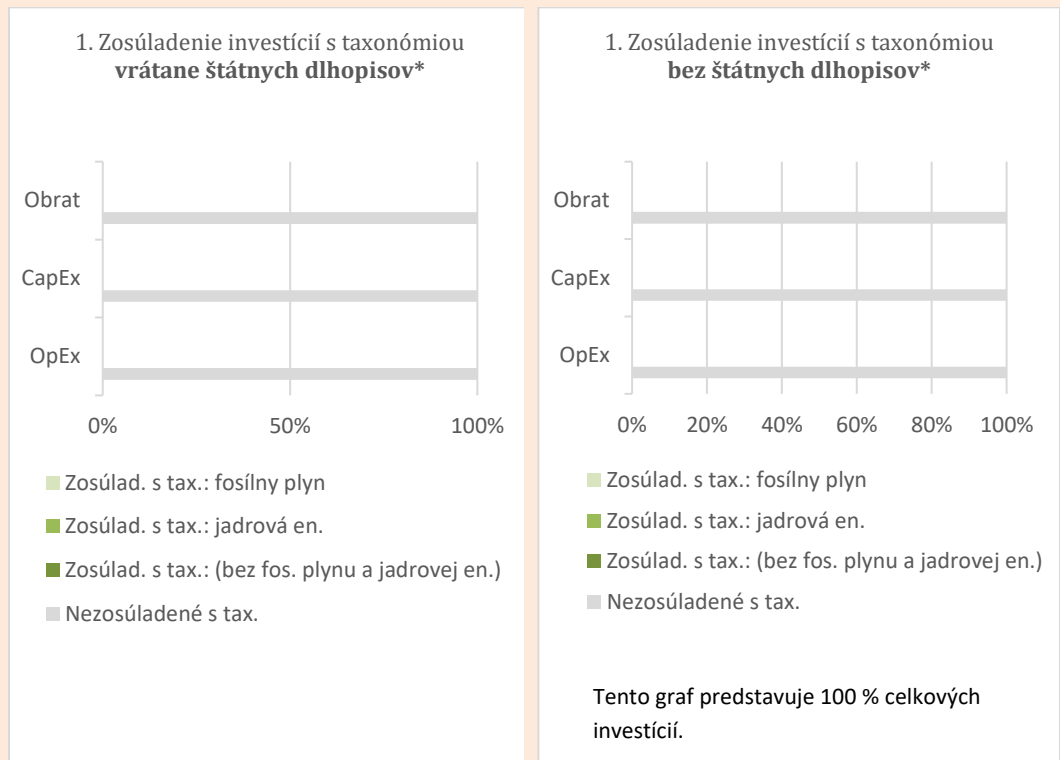 1. Zosúladenie investícií s taxonómiou
vrátane štátnych dlhopisov*
Obrat
CapEx
OpEx
0% 50% 100%
Zosúlad. s tax.: fosílny plyn
Zosúlad. s tax.: jadrová en.
Zosúlad. s tax.: (bez fos. plynu a jadrovej en.)
Nezosúladené s tax.
1. Zosúladenie investícií s taxonómiou
bez štátnych dlhopisov*
Obrat
CapEx
OpEx
0% 20% 40% 60% 80% 100%
Zosúlad. s tax.: fosílny plyn
Zosúlad. s tax.: jadrová en.
Zosúlad. s tax.: (bez fos. plynu a jadrovej en.)
Nezosúladené s tax.
Tento graf predstavuje 100 % celkových
investícií.